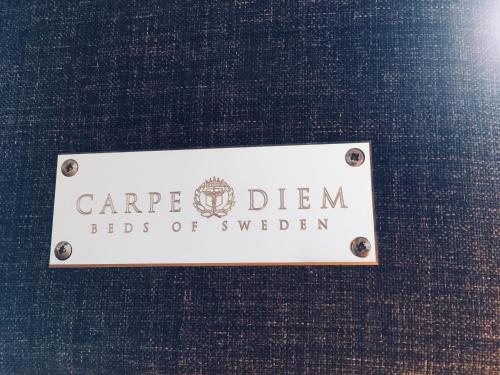 CARPE DIEM
BEDS OF SWEDEN